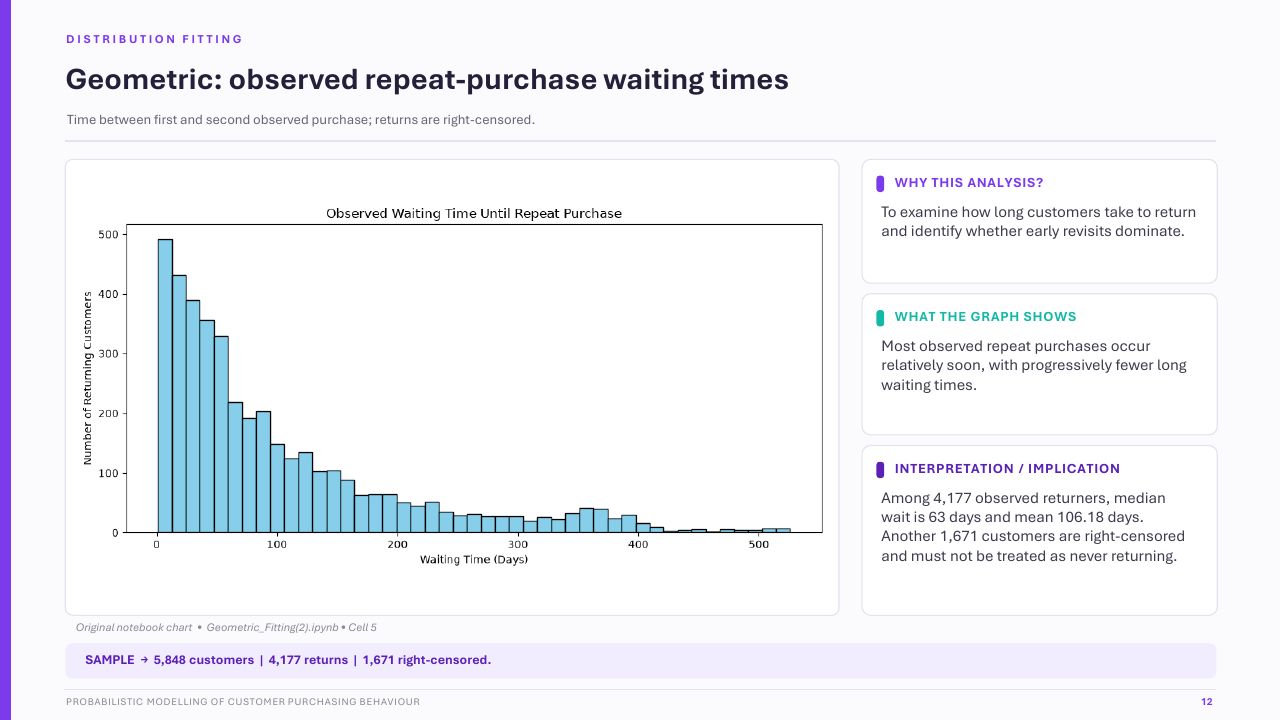 DISTRIBUTION FITTING
Geometric: observed repeat-purchase waiting times
Time between first and second observed purchase; returns are right-censored.
Observed Waiting Time Until Repeat Purchase
Number of Returning Customers
500
400
300
200
100
0
0
100
200
300
400
500
Waiting Time (Days)
Original notebook chart • Geometric_Fitting(2).ipynb • Cell 5
WHY THIS ANALYSIS?
To examine how long customers take to return
and identify whether early revisits dominate.
WHAT THE GRAPH SHOWS
Most observed repeat purchases occur
relatively soon, with progressively fewer long
waiting times.
INTERPRETATION / IMPLICATION
Among 4,177 observed returners, median
wait is 63 days and mean 106.18 days.
Another 1,671 customers are right-censored
and must not be treated as never returning.
SAMPLE → 5,848 customers | 4,177 returns | 1,671 right-censored.
PROBABILISTIC MODELLING OF CUSTOMER PURCHASING BEHAVIOUR
12